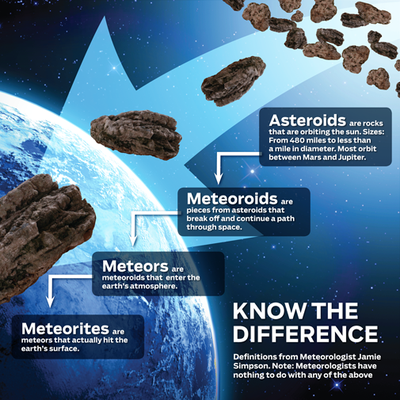 Asteroids are rocks
that are orbiting the sun. Sizes:
From 480 miles to less than
a mile in diameter. Most orbit
between Mars and Jupiter.
Meteoroids are
pieces from asteroids that
break off and continue a path
through space.
Meteors are
meteoroids that enter the
earth's atmosphere.
Meteorites are
meteors that actually hit the
earth's surface.
KNOW THE
DIFFERENCE
Definitions from Meteorologist Jamie
Simpson. Note: Meteorologists have
nothing to do with any of the above